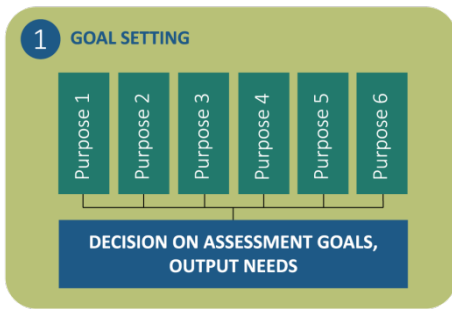 1 GOAL SETTING
Purpose 1
Purpose 2
Purpose 3
Purpose 4
Purpose 5
Purpose 6
DECISION ON ASSESSMENT GOALS,
OUTPUT NEEDS